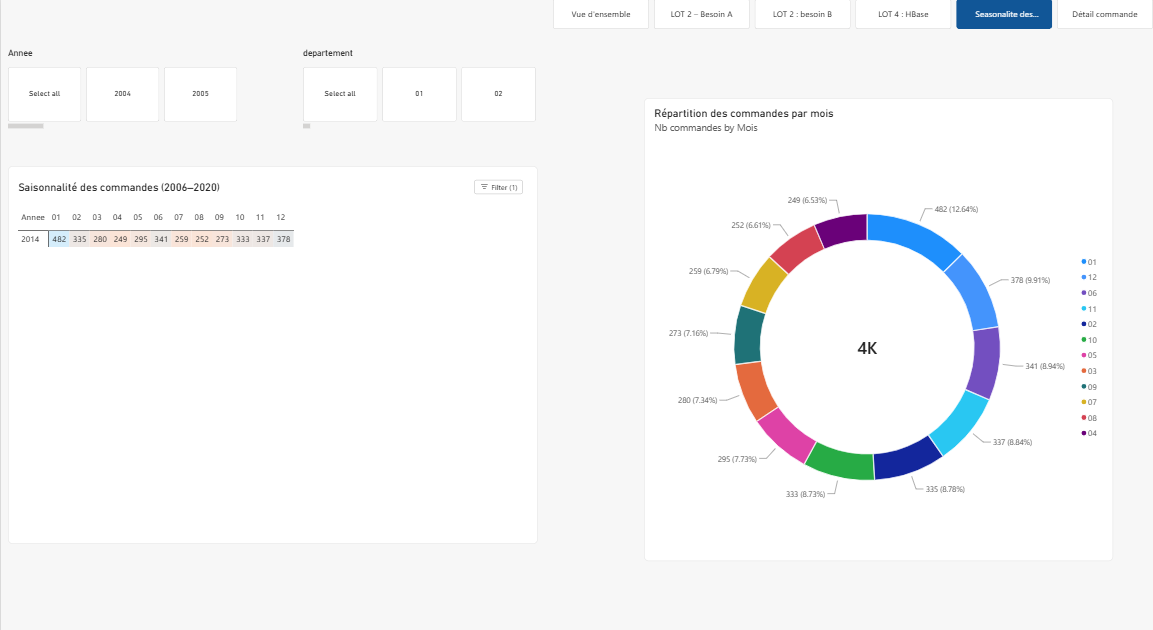 Vue d'ensemble
LOT 2 – Besoin A
LOT 2 : besoin B
LOT 4 : HBase
Seasonalite des...
Détail commande
Annee
Select all
2004
2005
departement
Select all
01
02
Saisonnalité des commandes (2006–2020)
Filter (1)
Annee 01 02 03 04 05 06 07 08 09 10 11 12
2014 482 335 280 249 295 341 259 252 273 333 337 378
Répartition des commandes par mois
Nb commandes by Mois
482 (12.64%)
378 (9.91%)
341 (8.94%)
337 (8.84%)
335 (8.78%)
333 (8.73%)
295 (7.73%)
280 (7.34%)
273 (7.16%)
259 (6.79%)
252 (6.61%)
249 (6.53%)
4K
01
12
06
11
02
10
05
03
09
07
08
04